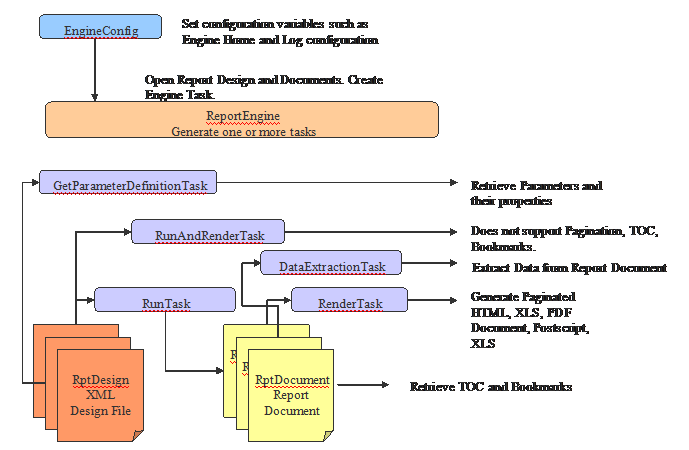 EngineConfig
Set configuration variables such as
Engine Home and Log configuration
Open Report Design and Documents. Create
Engine Task.
ReportEngine
Generate one or more tasks
GetParameterDefinitionTask
Retrieve Parameters and
their properties
RunAndRenderTask
Does not support Pagination, TOC,
Bookmarks.
DataExtractionTask
Extract Data from Report Document
RunTask
RenderTask
Generate Paginated
HTML, XLS, PDF
Document, Postscript,
XLS
RptDesign
XML
Design File
R
R
RptDocument
Report
Document
Retrieve TOC and Bookmarks